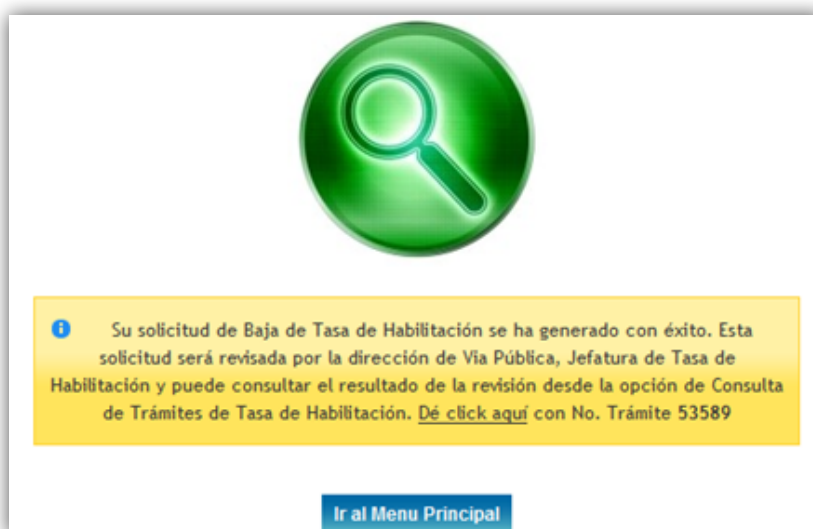 Su solicitud de Baja de Tasa de Habilitación se ha generado con éxito. Esta
solicitud será revisada por la dirección de Via Pública, Jefatura de Tasa de
Habilitación y puede consultar el resultado de la revisión desde la opción de Consulta
de Trámites de Tasa de Habilitación. Dé click aquí con No. Trámite 53589
Ir al Menu Principal